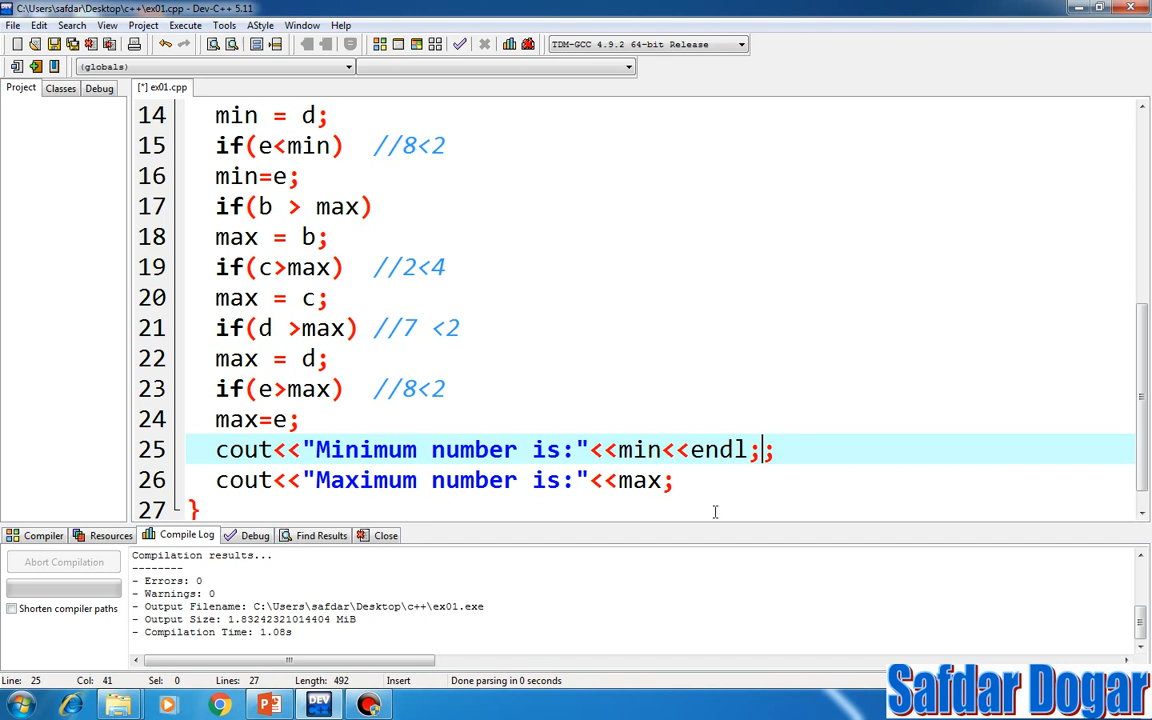 C:\Users\safdar\Desktop\c++\ex01.cpp - Dev-C++ 5.11
File Edit Search View Project Execute Tools AStyle Window Help
TDM-GCC 4.9.2 64-bit Release
(globals)
Project Classes Debug [*] ex01.cpp
14 min = d;
15 if(e<min) //8<2
16 min=e;
17 if(b > max)
18 max = b;
19 if(c>max) //2<4
20 max = c;
21 if(d >max) //7 <2
22 max = d;
23 if(e>max) //8<2
24 max=e;
25 cout<<"Minimum number is:"<<min<<endl;;
26 cout<<"Maximum number is:"<<max;
27 }
Compiler Resources Compile Log Debug Find Results Close
Abort Compilation
Shorten compiler paths
Compilation results...
--------
- Errors: 0
- Warnings: 0
- Output Filename: C:\Users\safdar\Desktop\c++\ex01.exe
- Output Size: 1.83242321014404 MiB
- Compilation Time: 1.08s
Line: 25 Col: 41 Sel: 0 Lines: 27 Length: 492 Insert Done parsing in 0 seconds
DEV
Safdar Dogar